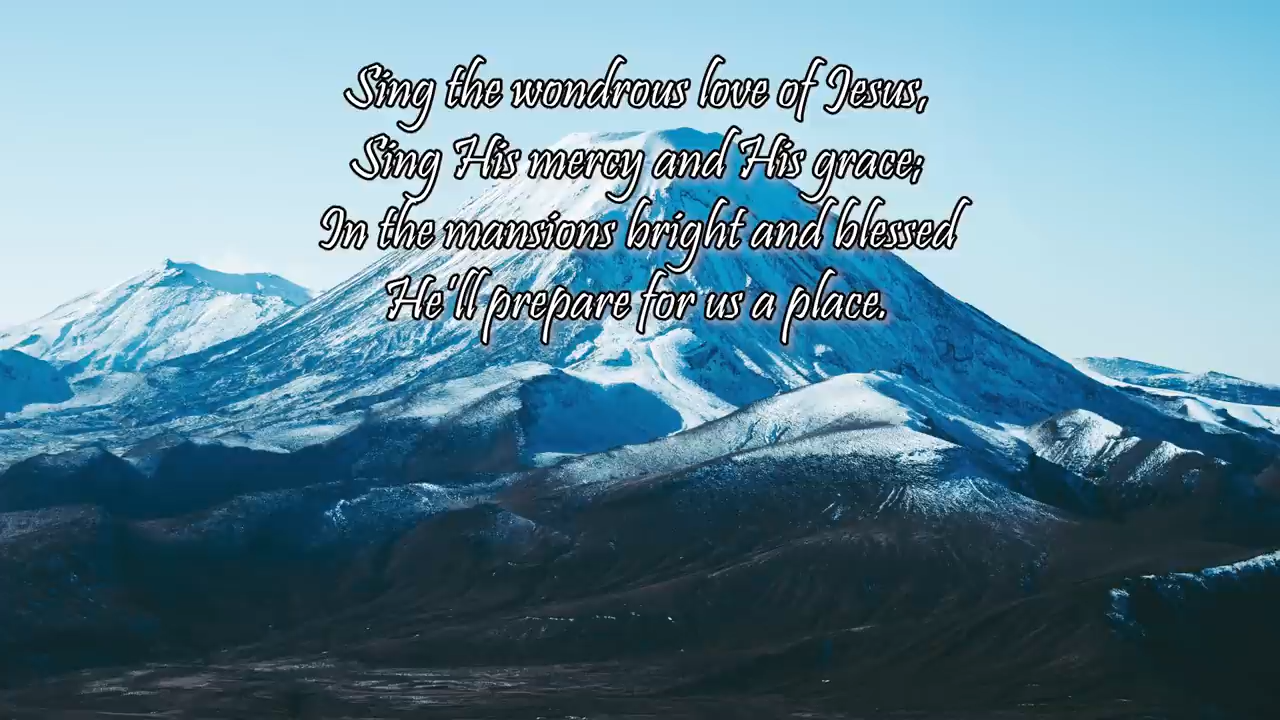 Sing the wondrous love of Jesus,
Sing His mercy and His grace;
In the mansions bright and blessed
He'll prepare for us a place.